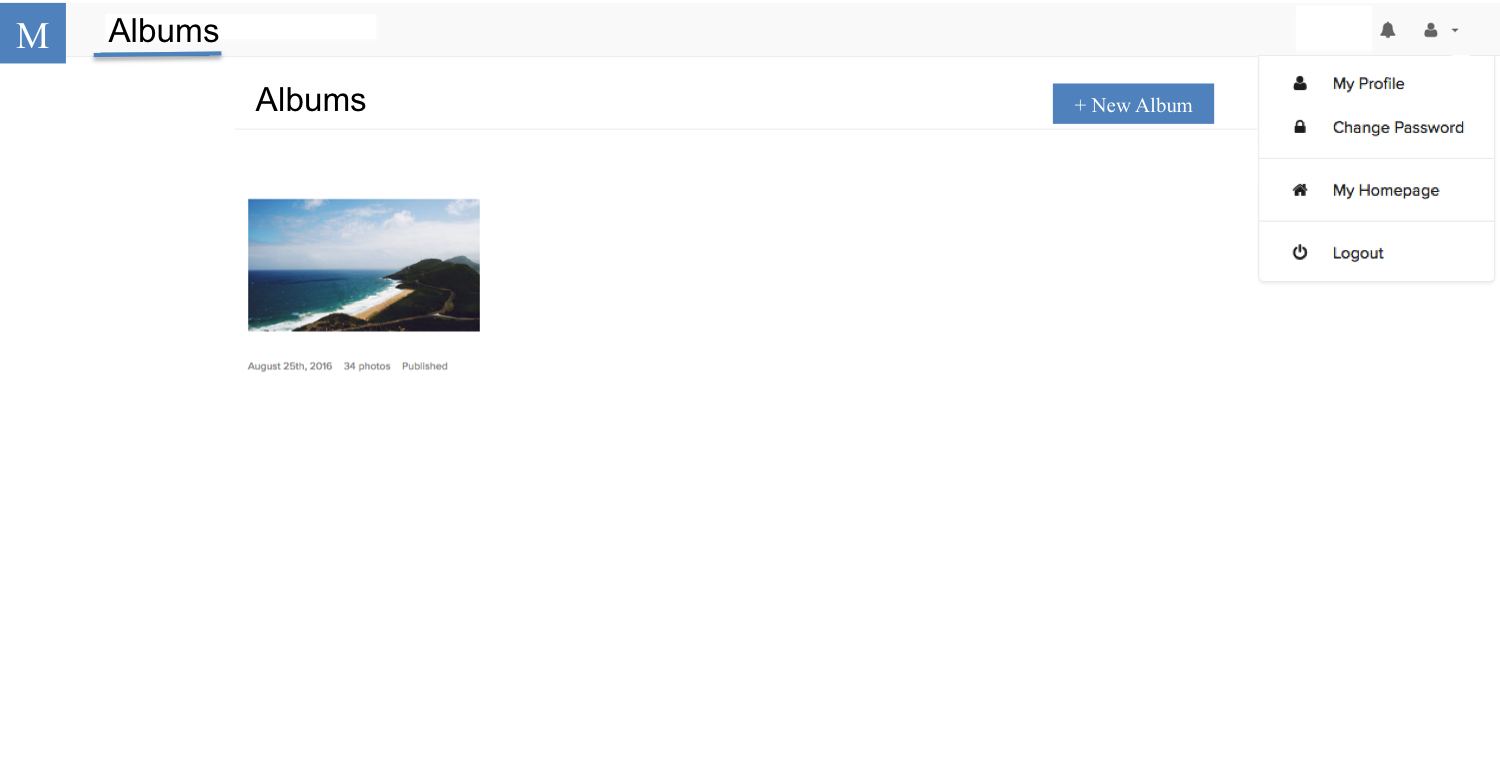 M
Albums
Albums
+ New Album
My Profile
Change Password
My Homepage
Logout
August 25th, 2016 34 photos Published